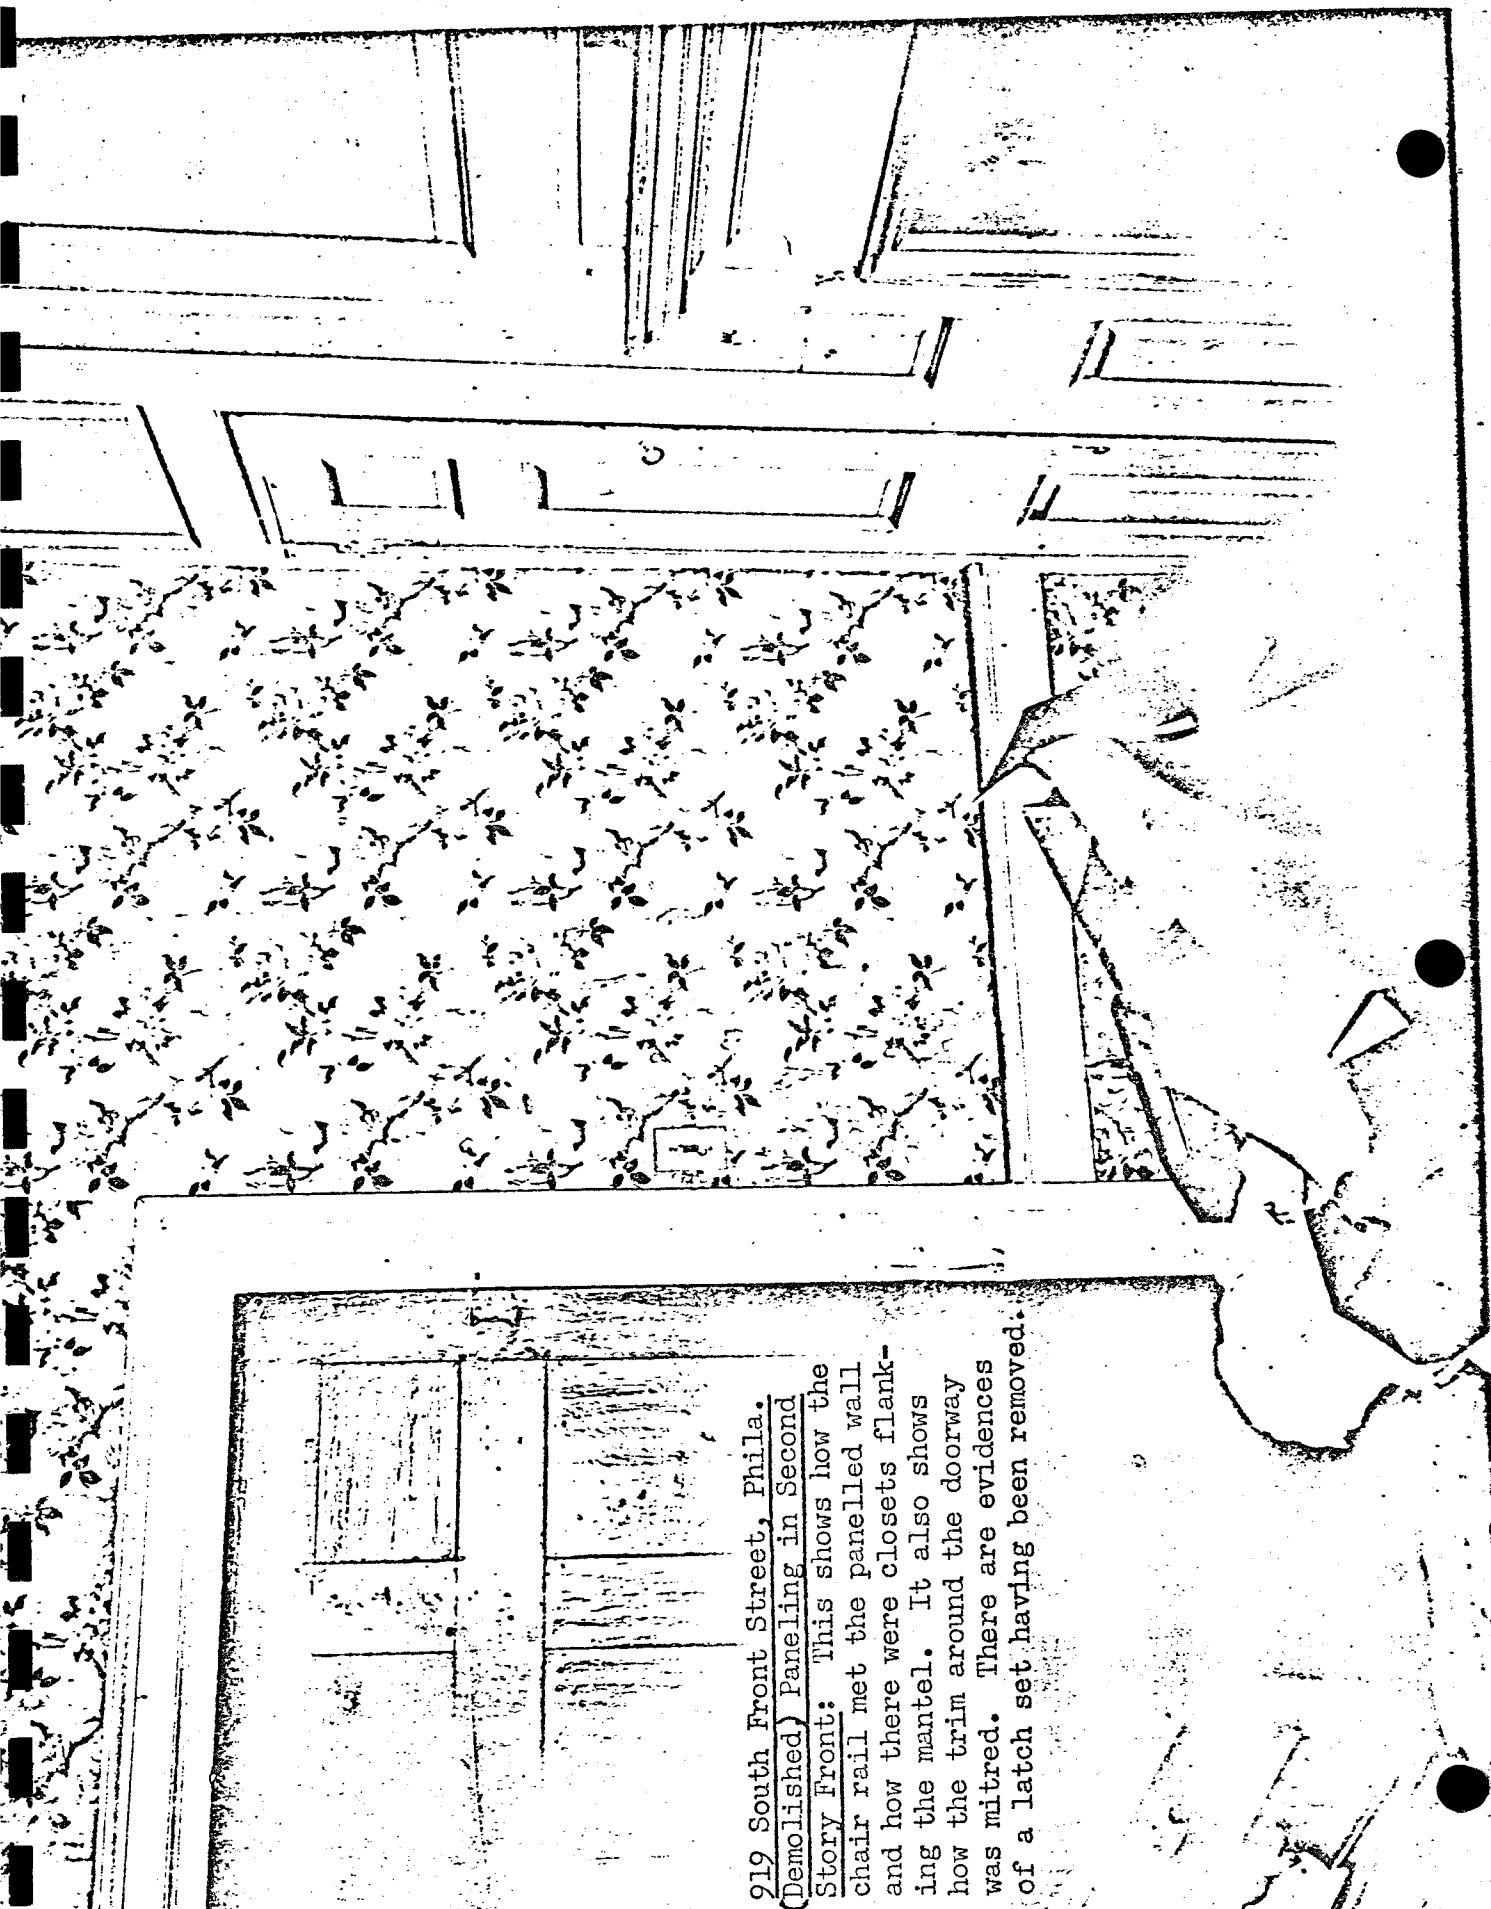 919 South Front Street, Phila.
(Demolished) Paneling in Second
Story Front: This shows how the
chair rail met the panelled wall
and how there were closets flank-
ing the mantel. It also shows
how the trim around the doorway
was mitred. There are evidences
of a latch set having been removed.